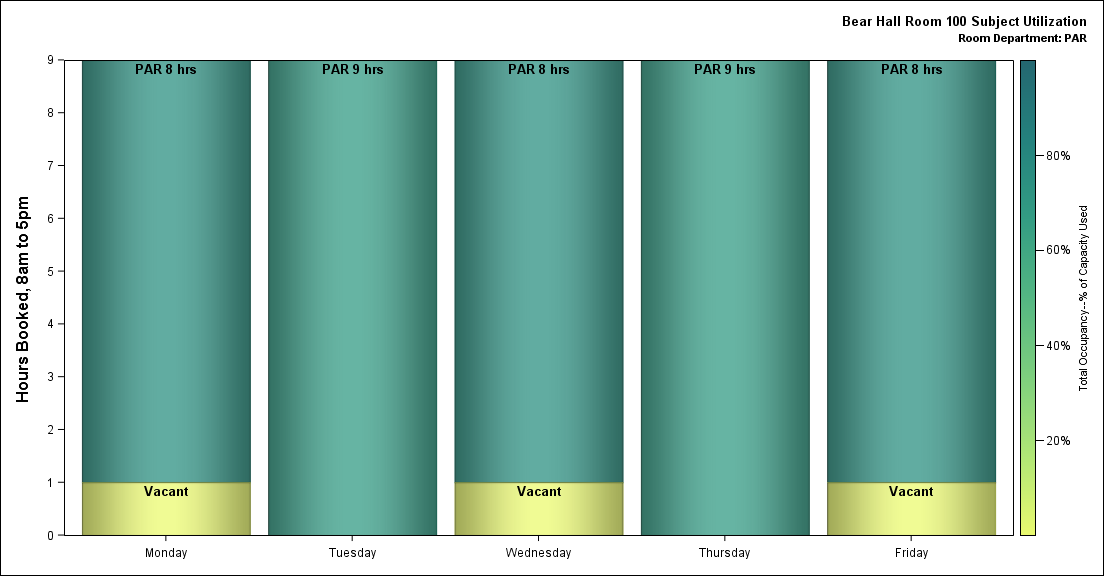 Bear Hall Room 100 Subject Utilization
Room Department: PAR
Hours Booked, 8am to 5pm
9
8
7
6
5
4
3
2
1
0
PAR 8 hrs
PAR 9 hrs
PAR 8 hrs
PAR 9 hrs
PAR 8 hrs
Vacant
Vacant
Vacant
Monday
Tuesday
Wednesday
Thursday
Friday
80%
60%
40%
20%
Total Occupancy--% of Capacity Used